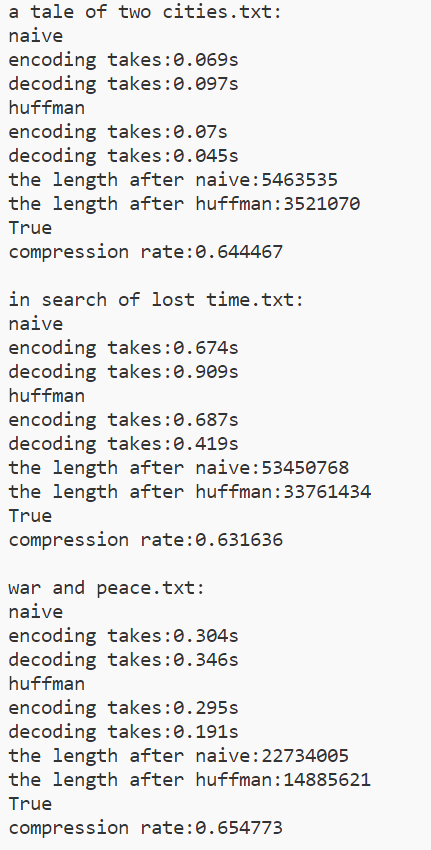 a tale of two cities.txt:
naive
encoding takes:0.069s
decoding takes:0.097s
huffman
encoding takes:0.07s
decoding takes:0.045s
the length after naive:5463535
the length after huffman:3521070
True
compression rate:0.644467
in search of lost time.txt:
naive
encoding takes:0.674s
decoding takes:0.909s
huffman
encoding takes:0.687s
decoding takes:0.419s
the length after naive:53450768
the length after huffman:33761434
True
compression rate:0.631636
war and peace.txt:
naive
encoding takes:0.304s
decoding takes:0.346s
huffman
encoding takes:0.295s
decoding takes:0.191s
the length after naive:22734005
the length after huffman:14885621
True
compression rate:0.654773